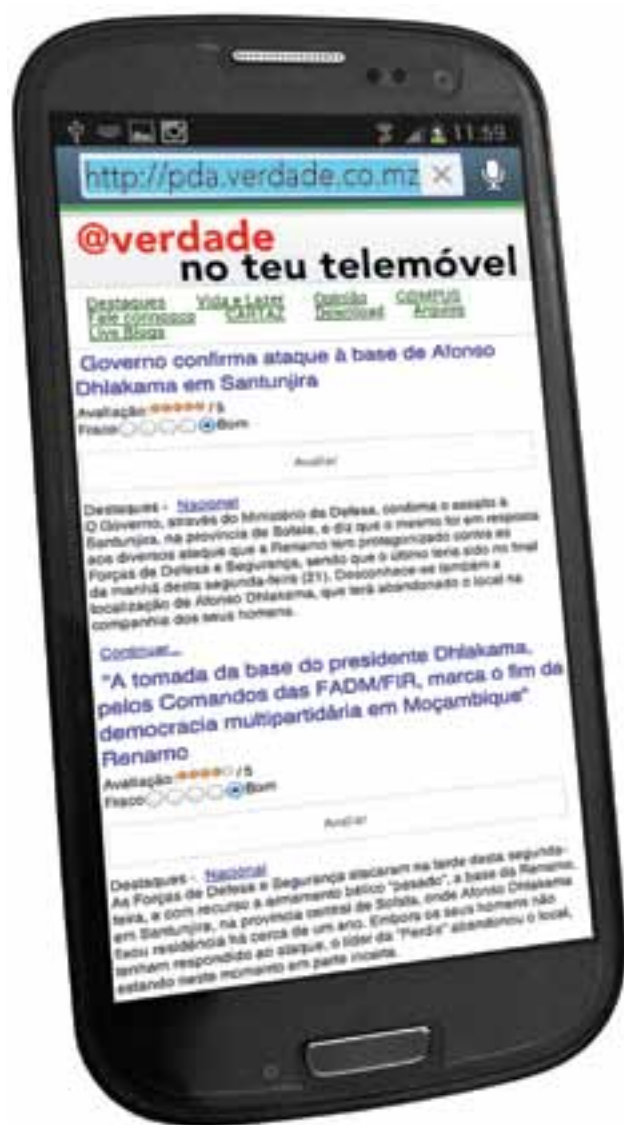 11:59
http://pda.verdade.co.mz
@verdade
no teu telemóvel
Destaques Vida e Lazer Opinião COMPUS
Fale connosco CARTAZ Download Arquivo
Live Blogs
Governo confirma ataque à base de Afonso
Dhlakama em Santunjira
Avaliação: / 5
Fraco Bom
Avaliar
Destaques - Nacional
O Governo, através do Ministério da Defesa, confirma o assalto à
Santunjira, na província de Sofala, e diz que o mesmo foi em resposta
aos diversos ataque que a Renamo tem protagonizado contra as
Forças de Defesa e Segurança, sendo que o último teria sido no final
da manhã desta segunda-feira (21). Desconhece-se também a
localização de Afonso Dhlakama, que terá abandonado o local na
companhia dos seus homens.
Continuar...
"A tomada da base do presidente Dhlakama,
pelos Comandos das FADM/FIR, marca o fim da
democracia multipartidária em Moçambique"
Renamo
Avaliação: / 5
Fraco Bom
Avaliar
Destaques - Nacional
As Forças de Defesa e Segurança atacaram na tarde desta segunda-
feira, e com recurso a armamento bélico "pesado", a base da Renamo,
em Santunjira, na província central de Sofala, onde Afonso Dhlakama
fixou residência há cerca de um ano. Embora os seus homens não
tenham respondido ao ataque, o líder da "Perdiz" abandonou o local,
estando neste momento em parte incerta.